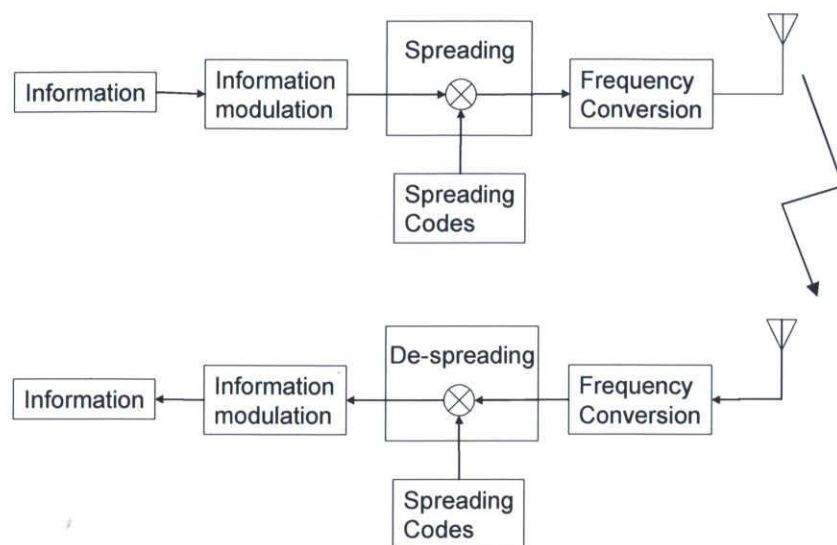 Spreading
Information
Information
modulation
Frequency
Conversion
Spreading
Codes
De-spreading
Information
Information
modulation
Frequency
Conversion
Spreading
Codes